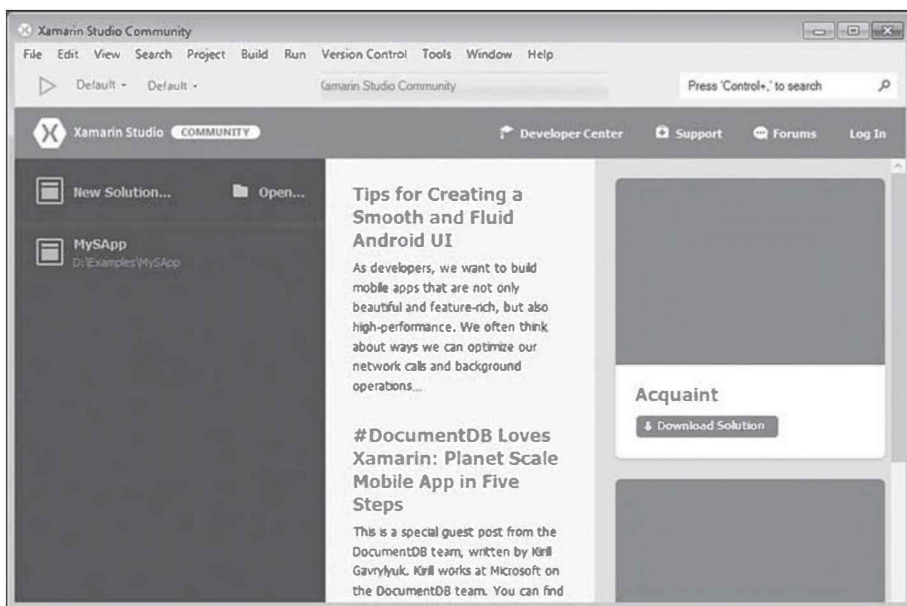 Xamarin Studio Community
File Edit View Search Project Build Run Version Control Tools Window Help
Default Default
Xamarin Studio Community
Press 'Control+,' to search
Xamarin Studio COMMUNITY
Developer Center Support Forums Log In
New Solution... Open...
MySApp
D:\Examples\MySApp
Tips for Creating a
Smooth and Fluid
Android UI
As developers, we want to build
mobile apps that are not only
beautiful and feature-rich, but also
high-performance. We often think
about ways we can optimize our
network calls and background
operations...
#DocumentDB Loves
Xamarin: Planet Scale
Mobile App in Five
Steps
This is a special guest post from the
DocumentDB team, written by Kirill
Gavrylyuk. Kirill works at Microsoft on
the DocumentDB team. You can find
Acquaint
Download Solution